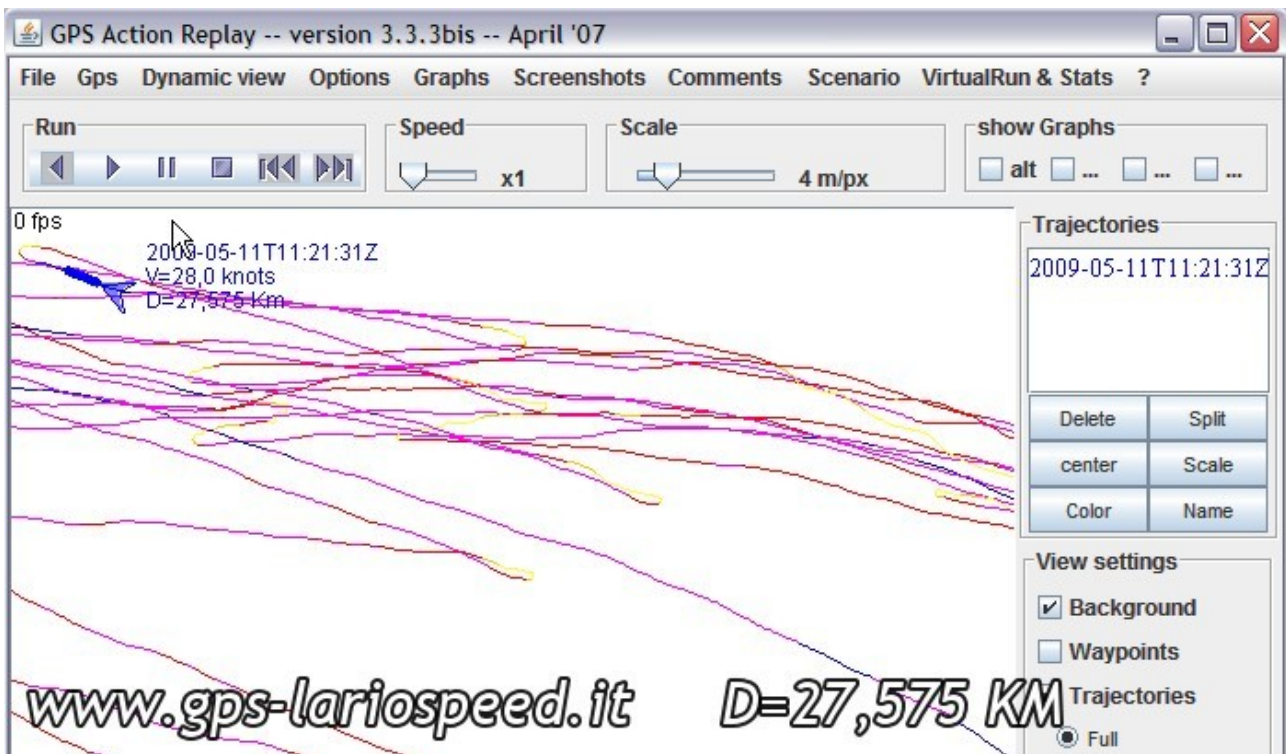 GPS Action Replay -- version 3.3.3bis -- April '07
File Gps Dynamic view Options Graphs Screenshots Comments Scenario VirtualRun & Stats ?
Run Speed Scale show Graphs
x1 4 m/px alt ... ... ...
0 fps
2009-05-11T11:21:31Z
V=28,0 knots
D=27,575 Km
Trajectories
2009-05-11T11:21:31Z
Delete Split
center Scale
Color Name
View settings
Background
Waypoints
Trajectories
Full
www.gps-lariospeed.it D=27,575 KM